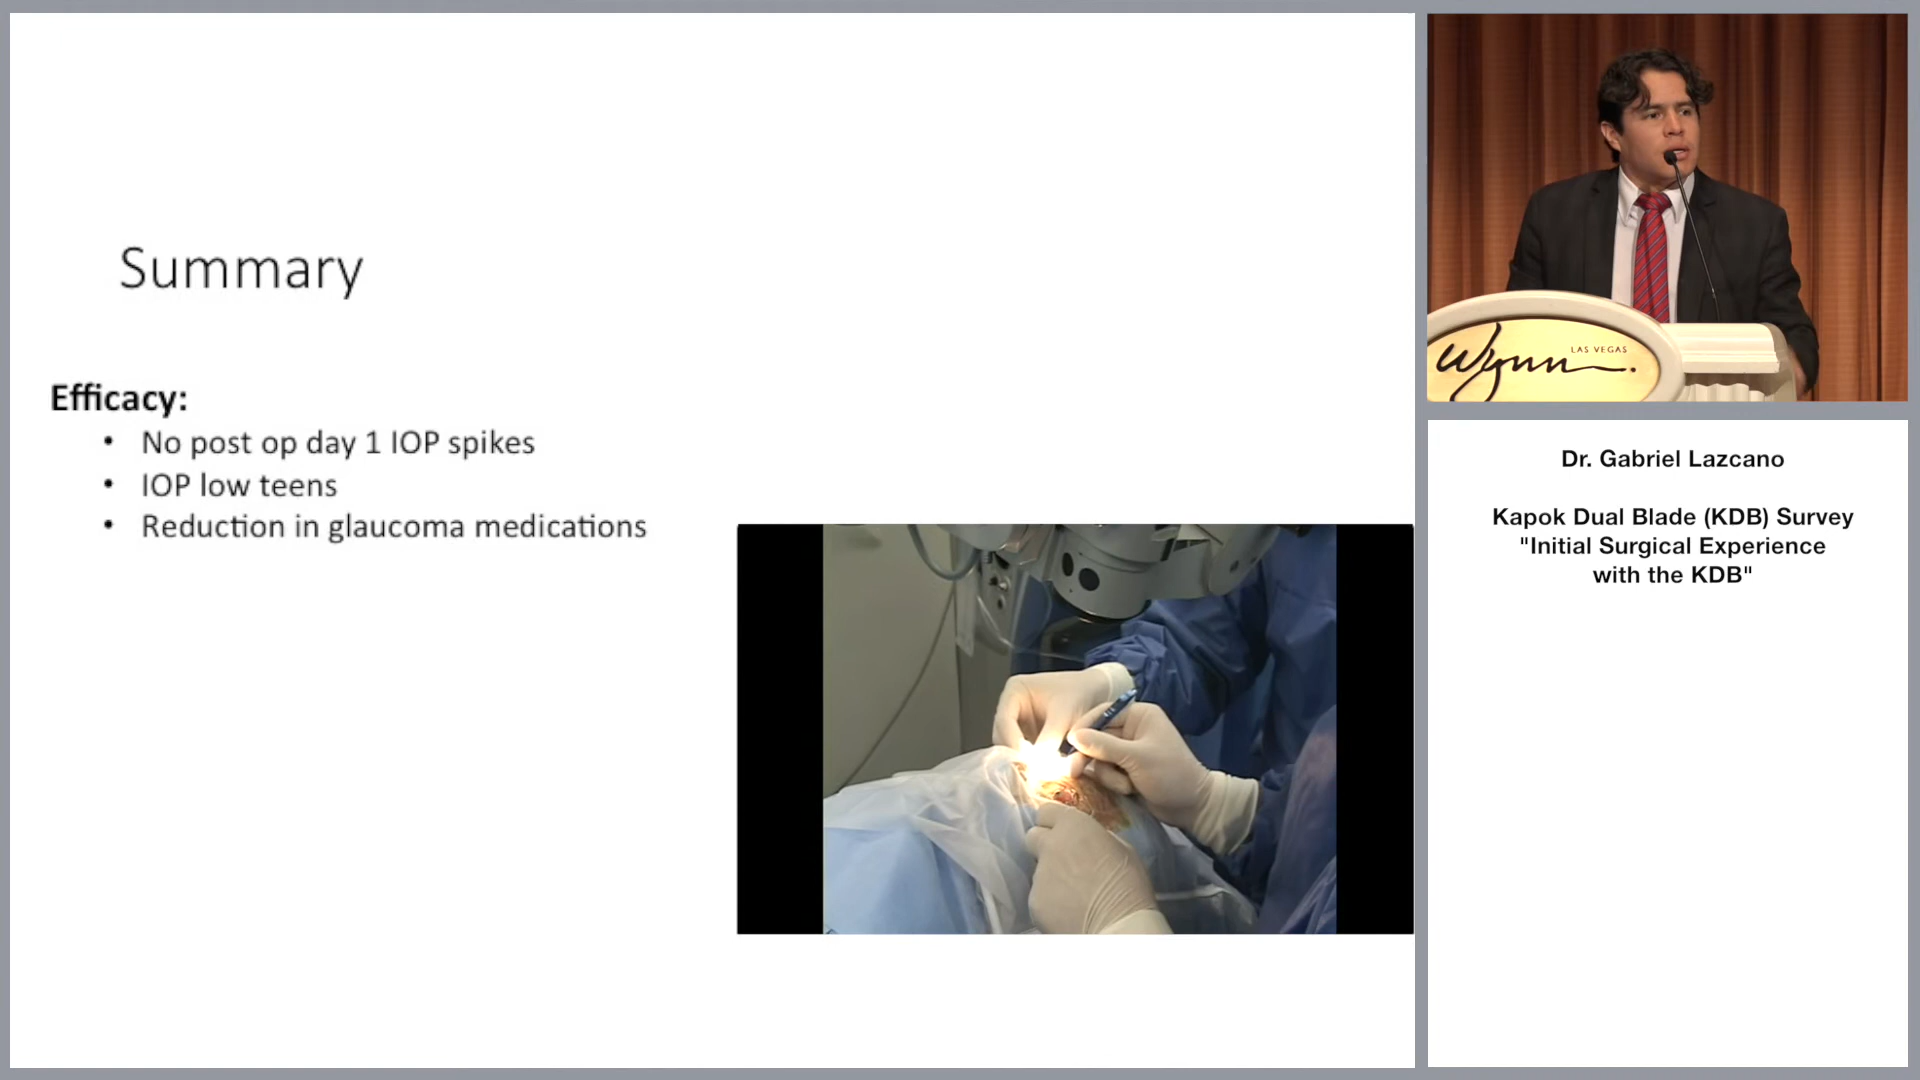 Summary
Efficacy:
• No post op day 1 IOP spikes
• IOP low teens
• Reduction in glaucoma medications
Wynn
LAS VEGAS
Dr. Gabriel Lazcano
Kapok Dual Blade (KDB) Survey
"Initial Surgical Experience
with the KDB"